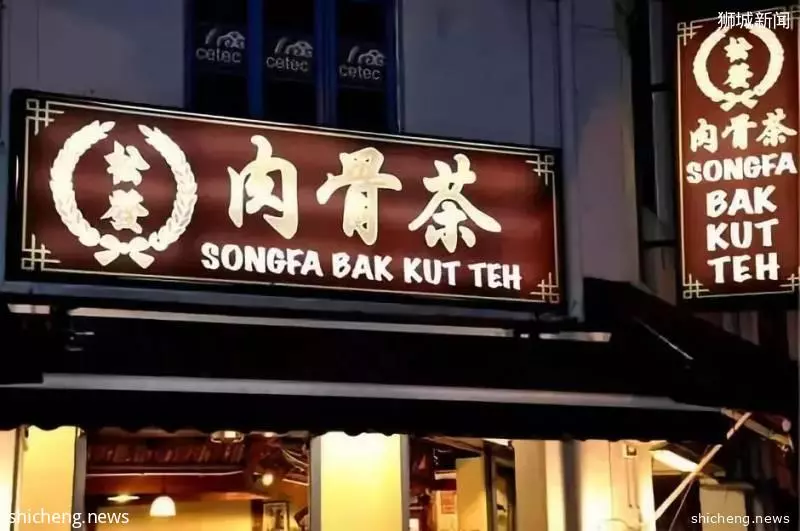 狮城新闻
cetec
cetec
cetec
松發
肉骨茶
SONGFA BAK KUT TEH
松發
肉骨茶
SONGFA
BAK
KUT
TEH
shicheng.news
shicheng.news